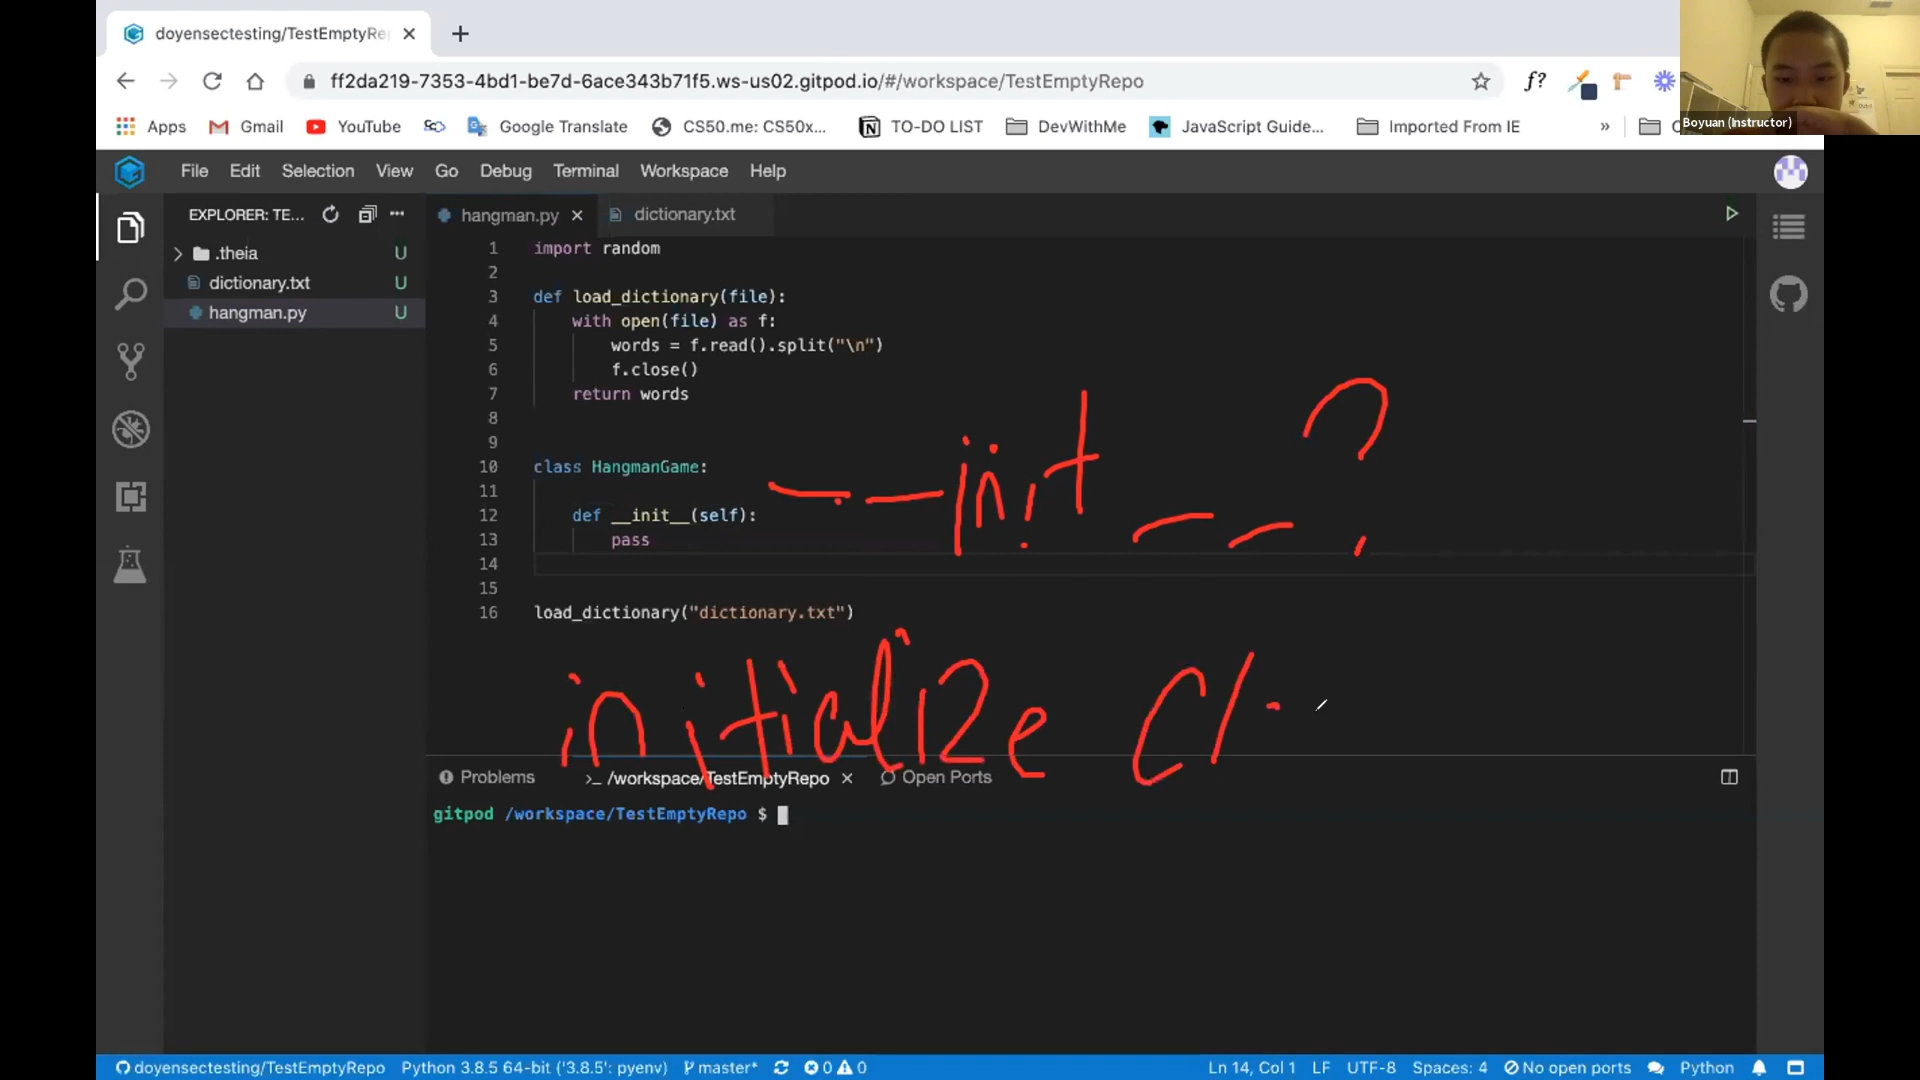 doyensectesting/TestEmptyRe
ff2da219-7353-4bd1-be7d-6ace343b71f5.ws-us02.gitpod.io/#/workspace/TestEmptyRepo
f?
Apps Gmail YouTube Google Translate CS50.me: CS50x... TO-DO LIST DevWithMe JavaScript Guide... Imported From IE »
Boyuan (Instructor)
File Edit Selection View Go Debug Terminal Workspace Help
EXPLORER: TE... ···
.theia U
dictionary.txt U
hangman.py U
hangman.py × dictionary.txt
1 import random
2
3 def load_dictionary(file):
4 with open(file) as f:
5 words = f.read().split("\n")
6 f.close()
7 return words
8
9
10 class HangmanGame:
11
12 def __init__(self):
13 pass
14
15
16 load_dictionary("dictionary.txt")
__init__?
initialize cl
Problems >_ /workspace/TestEmptyRepo × Open Ports
gitpod /workspace/TestEmptyRepo $
doyensectesting/TestEmptyRepo Python 3.8.5 64-bit ('3.8.5': pyenv) master* 0 0 Ln 14, Col 1 LF UTF-8 Spaces: 4 No open ports Python